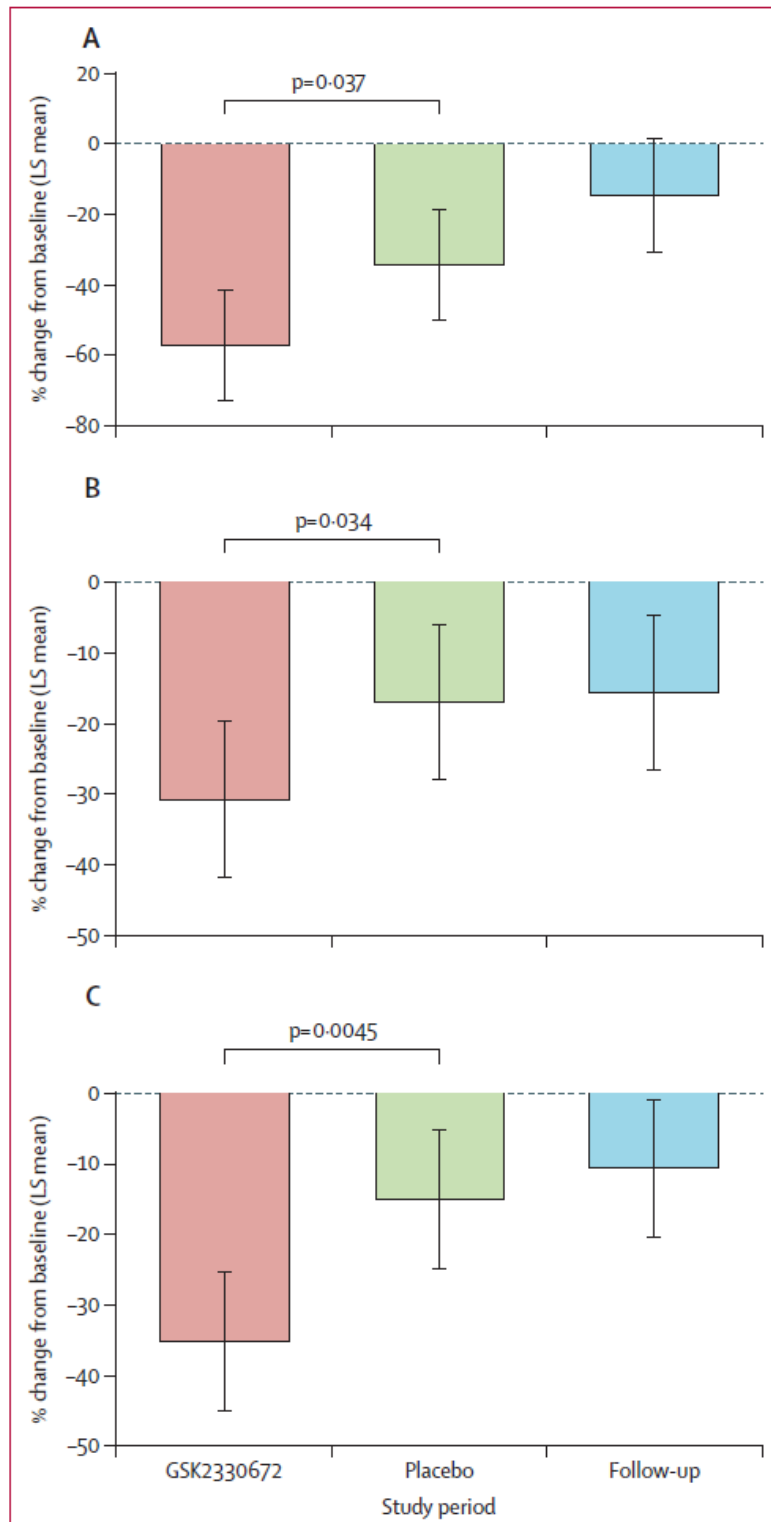 A
p=0·037
20
0
–20
–40
–60
–80
% change from baseline (LS mean)
B
p=0·034
0
–10
–20
–30
–40
–50
% change from baseline (LS mean)
C
p=0·0045
0
–10
–20
–30
–40
–50
% change from baseline (LS mean)
GSK2330672 Placebo Follow-up
Study period